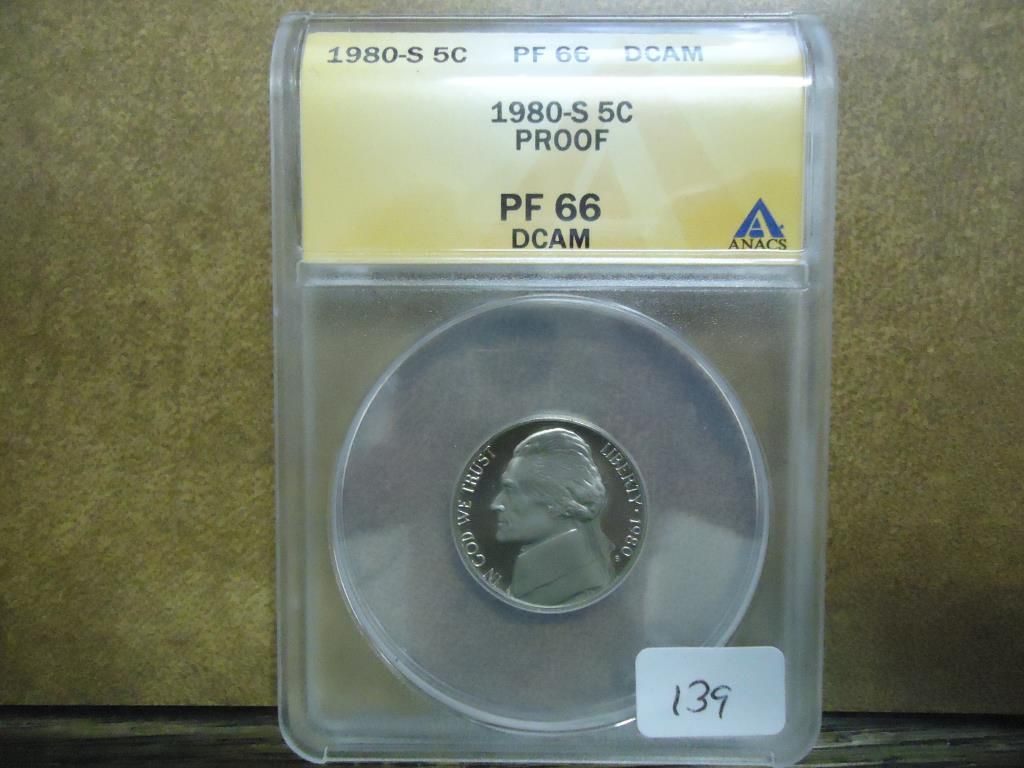 1980-S 5C PF 66 DCAM
1980-S 5C
PROOF
PF 66
DCAM
ANACS
IN GOD WE TRUST
LIBERTY · 1980
S
139